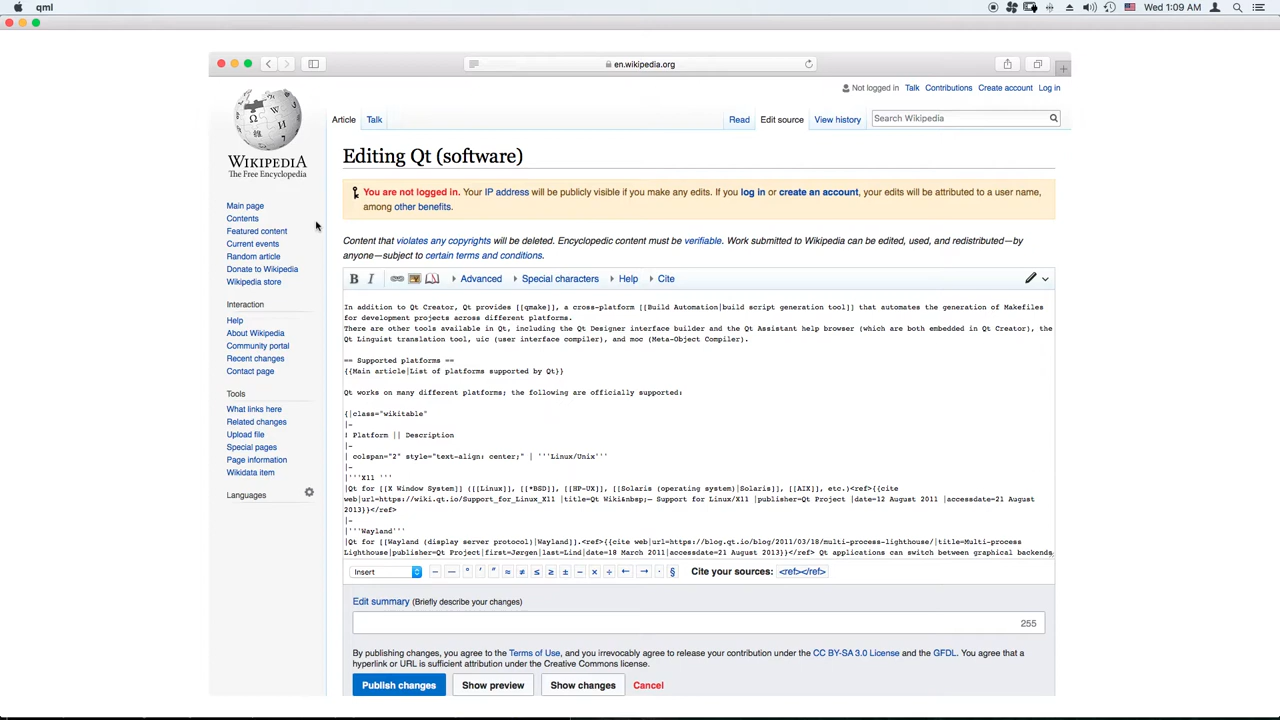 qml
Wed 1:09 AM
en.wikipedia.org
Not logged in Talk Contributions Create account Log in
Article Talk Read Edit source View history Search Wikipedia
WIKIPEDIA
The Free Encyclopedia
Main page
Contents
Featured content
Current events
Random article
Donate to Wikipedia
Wikipedia store
Interaction
Help
About Wikipedia
Community portal
Recent changes
Contact page
Tools
What links here
Related changes
Upload file
Special pages
Page information
Wikidata item
Languages
Editing Qt (software)
You are not logged in. Your IP address will be publicly visible if you make any edits. If you log in or create an account, your edits will be attributed to a user name,
among other benefits.
Content that violates any copyrights will be deleted. Encyclopedic content must be verifiable. Work submitted to Wikipedia can be edited, used, and redistributed—by
anyone—subject to certain terms and conditions.
B I Advanced Special characters Help Cite
In addition to Qt Creator, Qt provides [[qmake]], a cross-platform [[Build Automation|build script generation tool]] that automates the generation of Makefiles
for development projects across different platforms.
There are other tools available in Qt, including the Qt Designer interface builder and the Qt Assistant help browser (which are both embedded in Qt Creator), the
Qt Linguist translation tool, uic (user interface compiler), and moc (Meta-Object Compiler).
== Supported platforms ==
{{Main article|List of platforms supported by Qt}}
Qt works on many different platforms; the following are officially supported:
{|class="wikitable"
|-
! Platform || Description
|-
| colspan="2" style="text-align: center;" | '''Linux/Unix'''
|-
|'''X11 '''
|Qt for [[X Window System]] ([[Linux]], [[*BSD]], [[HP-UX]], [[Solaris (operating system)|Solaris]], [[AIX]], etc.)<ref>{{cite
web|url=https://wiki.qt.io/Support_for_Linux_X11 |title=Qt Wiki&nbsp;— Support for Linux/X11 |publisher=Qt Project |date=12 August 2011 |accessdate=21 August
2013}}</ref>
|-
|'''Wayland'''
|Qt for [[Wayland (display server protocol)|Wayland]].<ref>{{cite web|url=https://blog.qt.io/blog/2011/03/18/multi-process-lighthouse/|title=Multi-process
Lighthouse|publisher=Qt Project|first=Jørgen|last=Lind|date=18 March 2011|accessdate=21 August 2013}}</ref> Qt applications can switch between graphical backends
Insert – — ° ′ ″ ≈ ≠ ≤ ≥ ± − × ÷ ← → · § Cite your sources: <ref></ref>
Edit summary (Briefly describe your changes)
255
By publishing changes, you agree to the Terms of Use, and you irrevocably agree to release your contribution under the CC BY-SA 3.0 License and the GFDL. You agree that a
hyperlink or URL is sufficient attribution under the Creative Commons license.
Publish changes Show preview Show changes Cancel